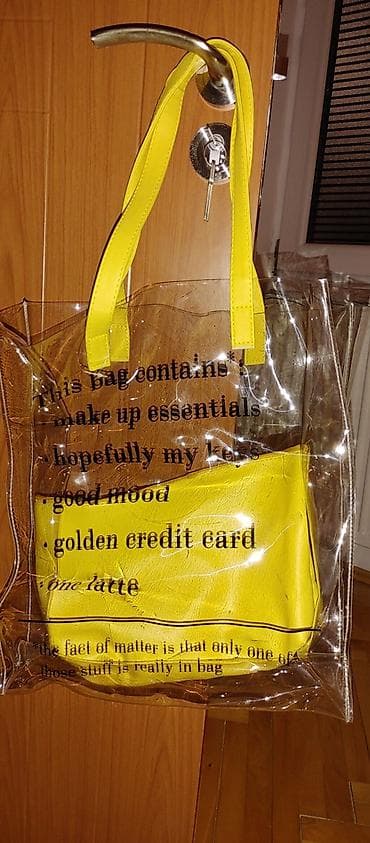 This bag contains*:
· make up essentials
· hopefully my keys
· good mood
· golden credit card
· one latte
*the fact of matter is that only one of
those stuff is really in bag